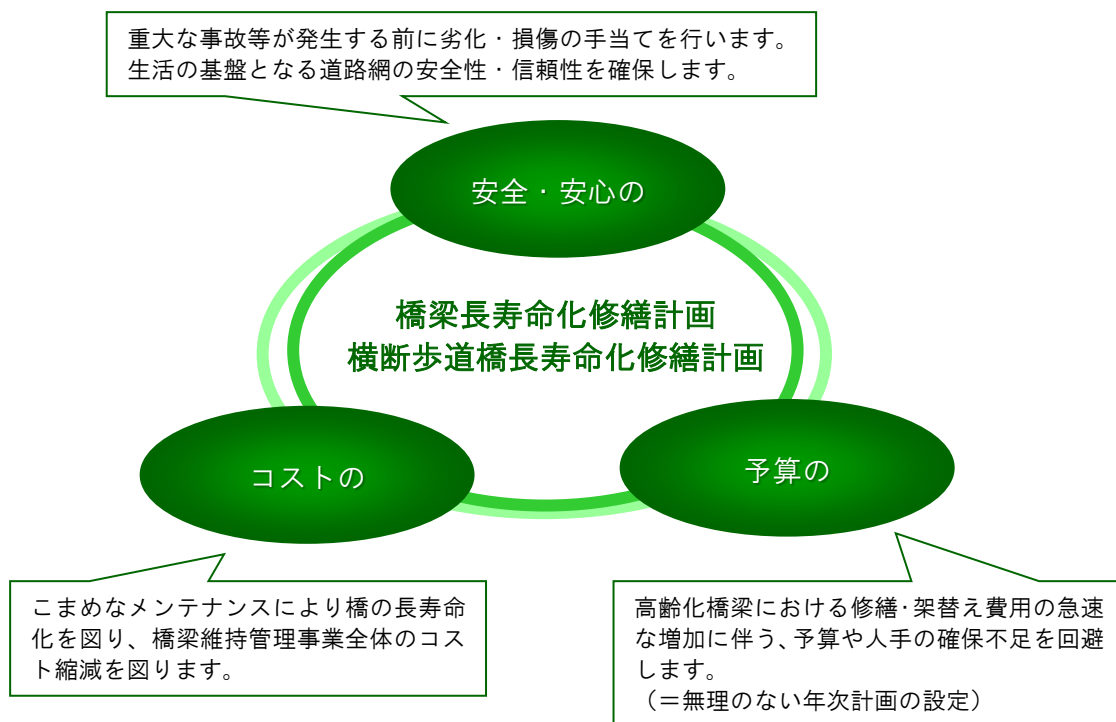 重大な事故等が発生する前に劣化・損傷の手当てを行います。
生活の基盤となる道路網の安全性・信頼性を確保します。
安全・安心の
橋梁長寿命化修繕計画
横断歩道橋長寿命化修繕計画
コストの
予算の
こまめなメンテナンスにより橋の長寿命
化を図り、橋梁維持管理事業全体のコス
ト縮減を図ります。
高齢化橋梁における修繕・架替え費用の急速
な増加に伴う、予算や人手の確保不足を回避
します。
（＝無理のない年次計画の設定）